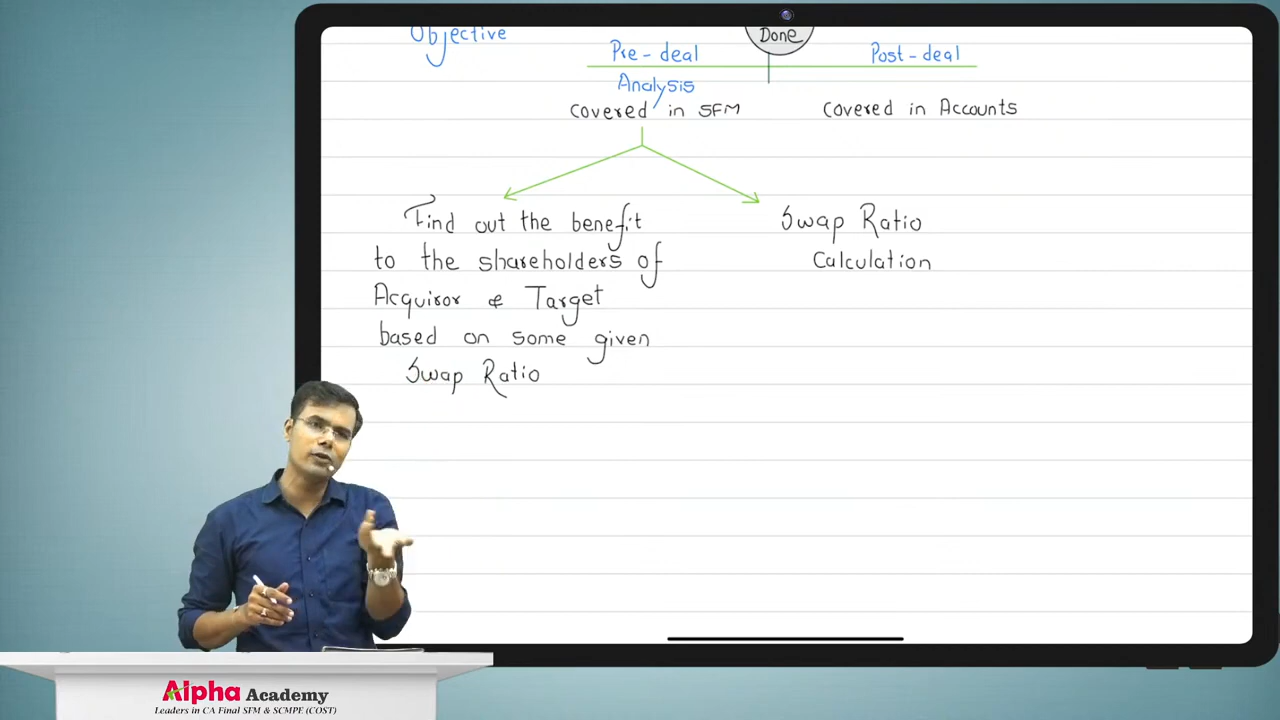 Objective
Done
Pre-deal
Post-deal
Analysis
Covered in SFM
Covered in Accounts
Find out the benefit
to the shareholders of
Acquiror & Target
based on some given
Swap Ratio
Swap Ratio
Calculation
Alpha Academy
Leaders in CA Final SFM & SCMPE (COST)